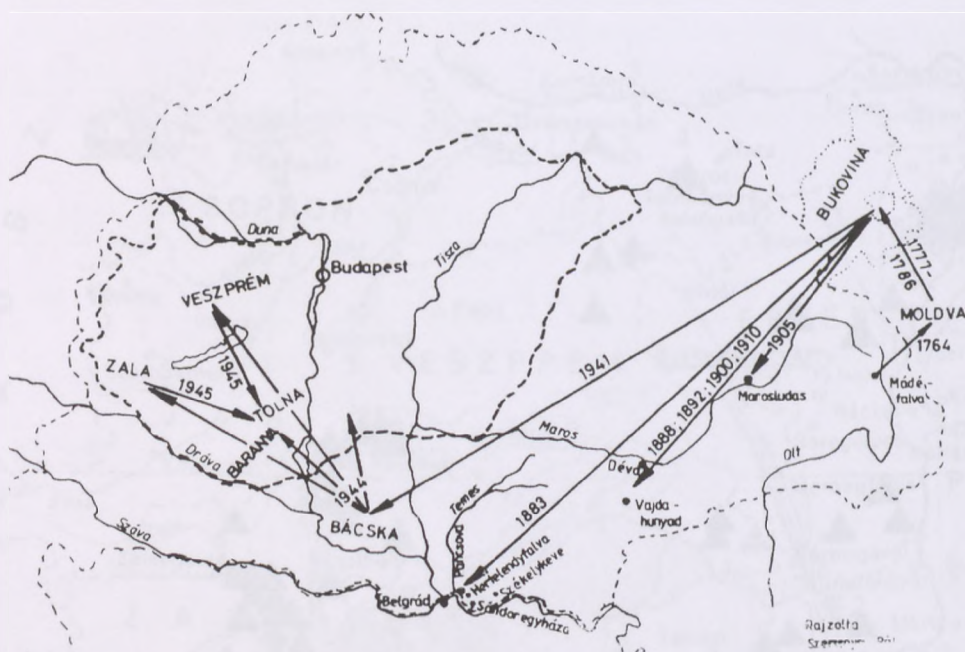 BUKOVINA
Duna
Tisza
Budapest
1777-
1786
VESZPRÉM
MOLDVA
1764
ZALA
1945
1945
TOLNA
1941
1905
Marosludas
Mádé-
falva
1888;1892;1900;1910
BARANYA
Dráva
Maros
Déva
Olt
1944
Temes
Vajda
hunyad
BÁCSKA
1883
Száva
Pancsova
Hertelendyfalva
Székelykeve
Belgrád
Sándoregyháza
Rajzolta